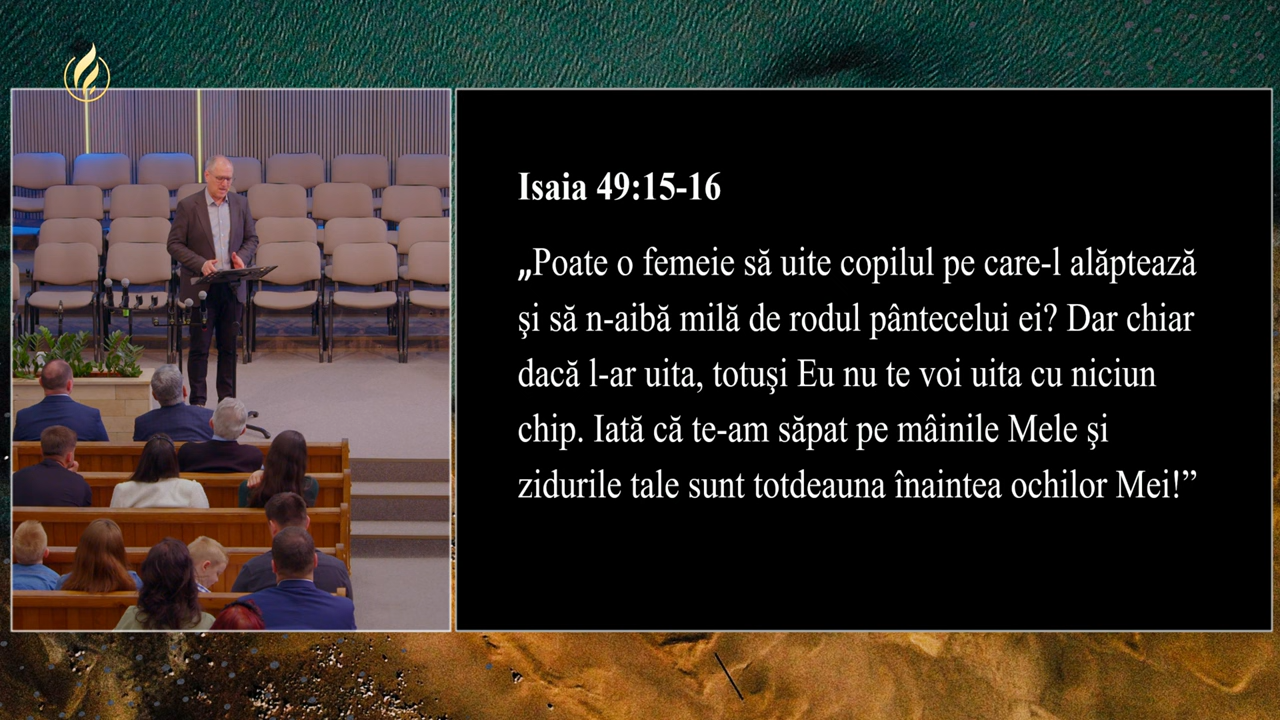 Isaia 49:15-16
„Poate o femeie să uite copilul pe care-l alăptează
şi să n-aibă milă de rodul pântecelui ei? Dar chiar
dacă l-ar uita, totuşi Eu nu te voi uita cu niciun
chip. Iată că te-am săpat pe mâinile Mele şi
zidurile tale sunt totdeauna înaintea ochilor Mei!”